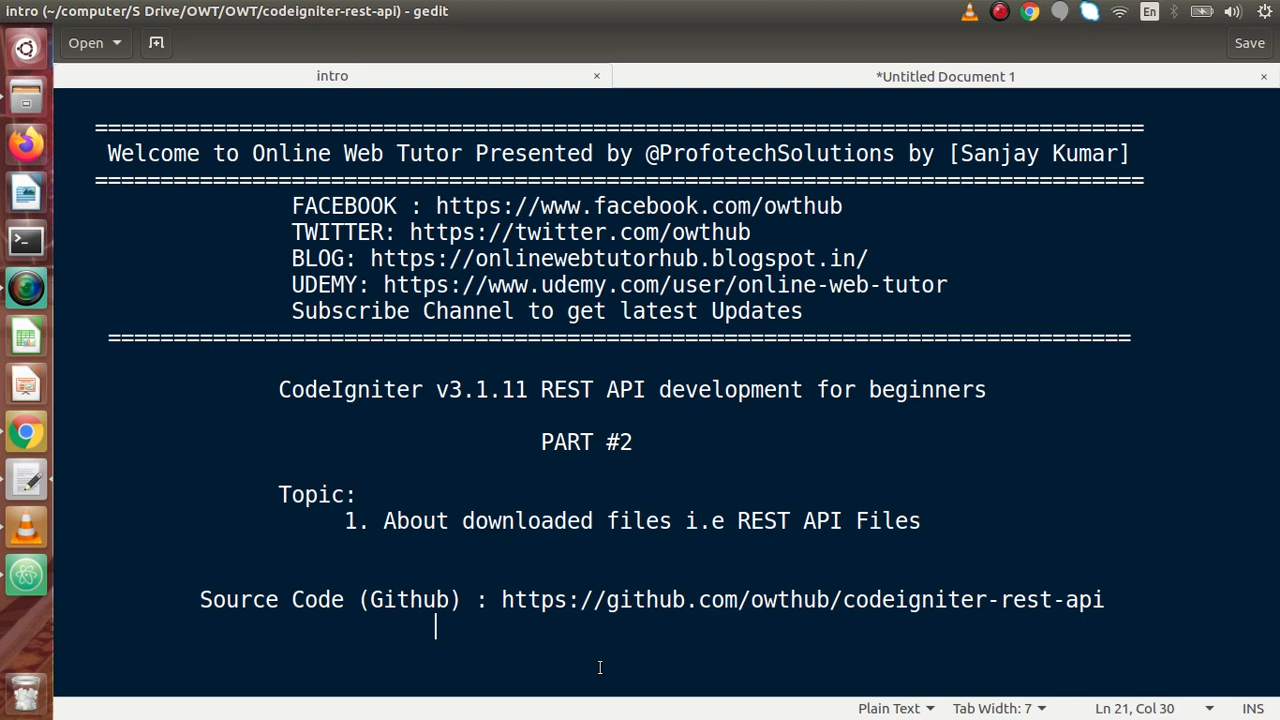 intro (~/computer/S Drive/OWT/OWT/codeigniter-rest-api) - gedit
En
Open
Save
intro ×
*Untitled Document 1 ×
================================================================================
Welcome to Online Web Tutor Presented by @ProfotechSolutions by [Sanjay Kumar]
================================================================================
FACEBOOK : https://www.facebook.com/owthub
TWITTER: https://twitter.com/owthub
BLOG: https://onlinewebtutorhub.blogspot.in/
UDEMY: https://www.udemy.com/user/online-web-tutor
Subscribe Channel to get latest Updates
==============================================================================
CodeIgniter v3.1.11 REST API development for beginners
PART #2
Topic:
1. About downloaded files i.e REST API Files
Source Code (Github) : https://github.com/owthub/codeigniter-rest-api
Plain Text Tab Width: 7 Ln 21, Col 30 INS